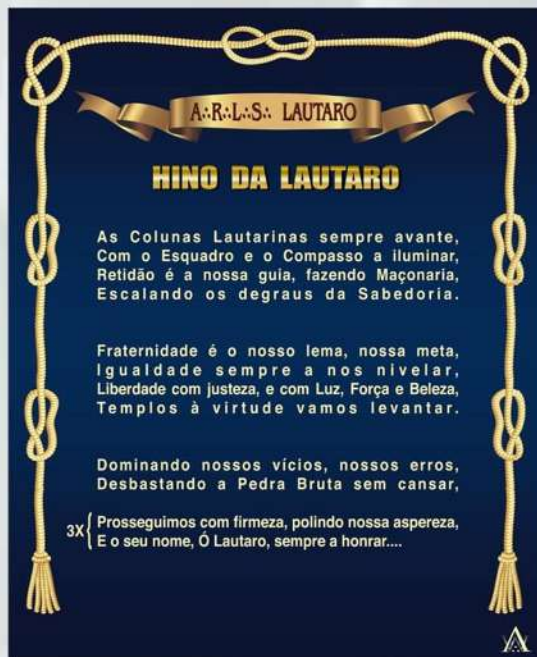 A∴R∴L∴S∴ LAUTARO
HINO DA LAUTARO
As Colunas Lautarinas sempre avante,
Com o Esquadro e o Compasso a iluminar,
Retidão é a nossa guia, fazendo Maçonaria,
Escalando os degraus da Sabedoria.
Fraternidade é o nosso lema, nossa meta,
Igualdade sempre a nos nivelar,
Liberdade com justeza, e com Luz, Força e Beleza,
Templos à virtude vamos levantar.
Dominando nossos vícios, nossos erros,
Desbastando a Pedra Bruta sem cansar,
3X { Prosseguimos com firmeza, polindo nossa aspereza,
E o seu nome, Ó Lautaro, sempre a honrar....